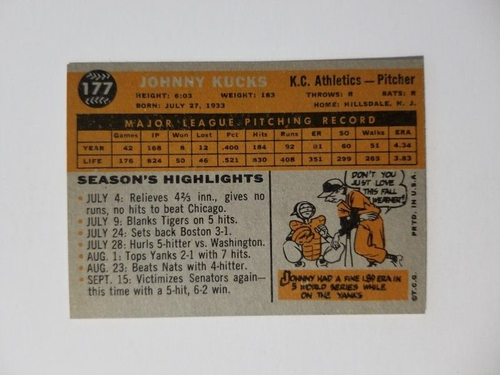 177
JOHNNY KUCKS
K.C. Athletics — Pitcher
HEIGHT: 6:03 WEIGHT: 183 THROWS: R BATS: R
BORN: JULY 27, 1933 HOME: HILLSDALE, N. J.
MAJOR LEAGUE PITCHING RECORD
Games IP Won Lost Pct Hits Runs ER SO Walks ERA
YEAR 42 168 8 12 .400 184 92 81 60 51 4.34
LIFE 176 824 50 46 .521 830 408 351 299 285 3.83
SEASON'S HIGHLIGHTS
• JULY 4: Relieves 4⅔ inn., gives no
runs, no hits to beat Chicago.
• JULY 9: Blanks Tigers on 5 hits.
• JULY 24: Sets back Boston 3-1.
• JULY 28: Hurls 5-hitter vs. Washington.
• AUG. 1: Tops Yanks 2-1 with 7 hits.
• AUG. 23: Beats Nats with 4-hitter.
• SEPT. 15: Victimizes Senators again—
this time with a 5-hit, 6-2 win.
DON'T YOU
JUST LOVE
THIS FALL
WEATHER!
JOHNNY HAD A FINE 1.89 ERA IN
5 WORLD SERIES WHILE
ON THE YANKS
©T.C.G. PRTD. IN U.S.A.